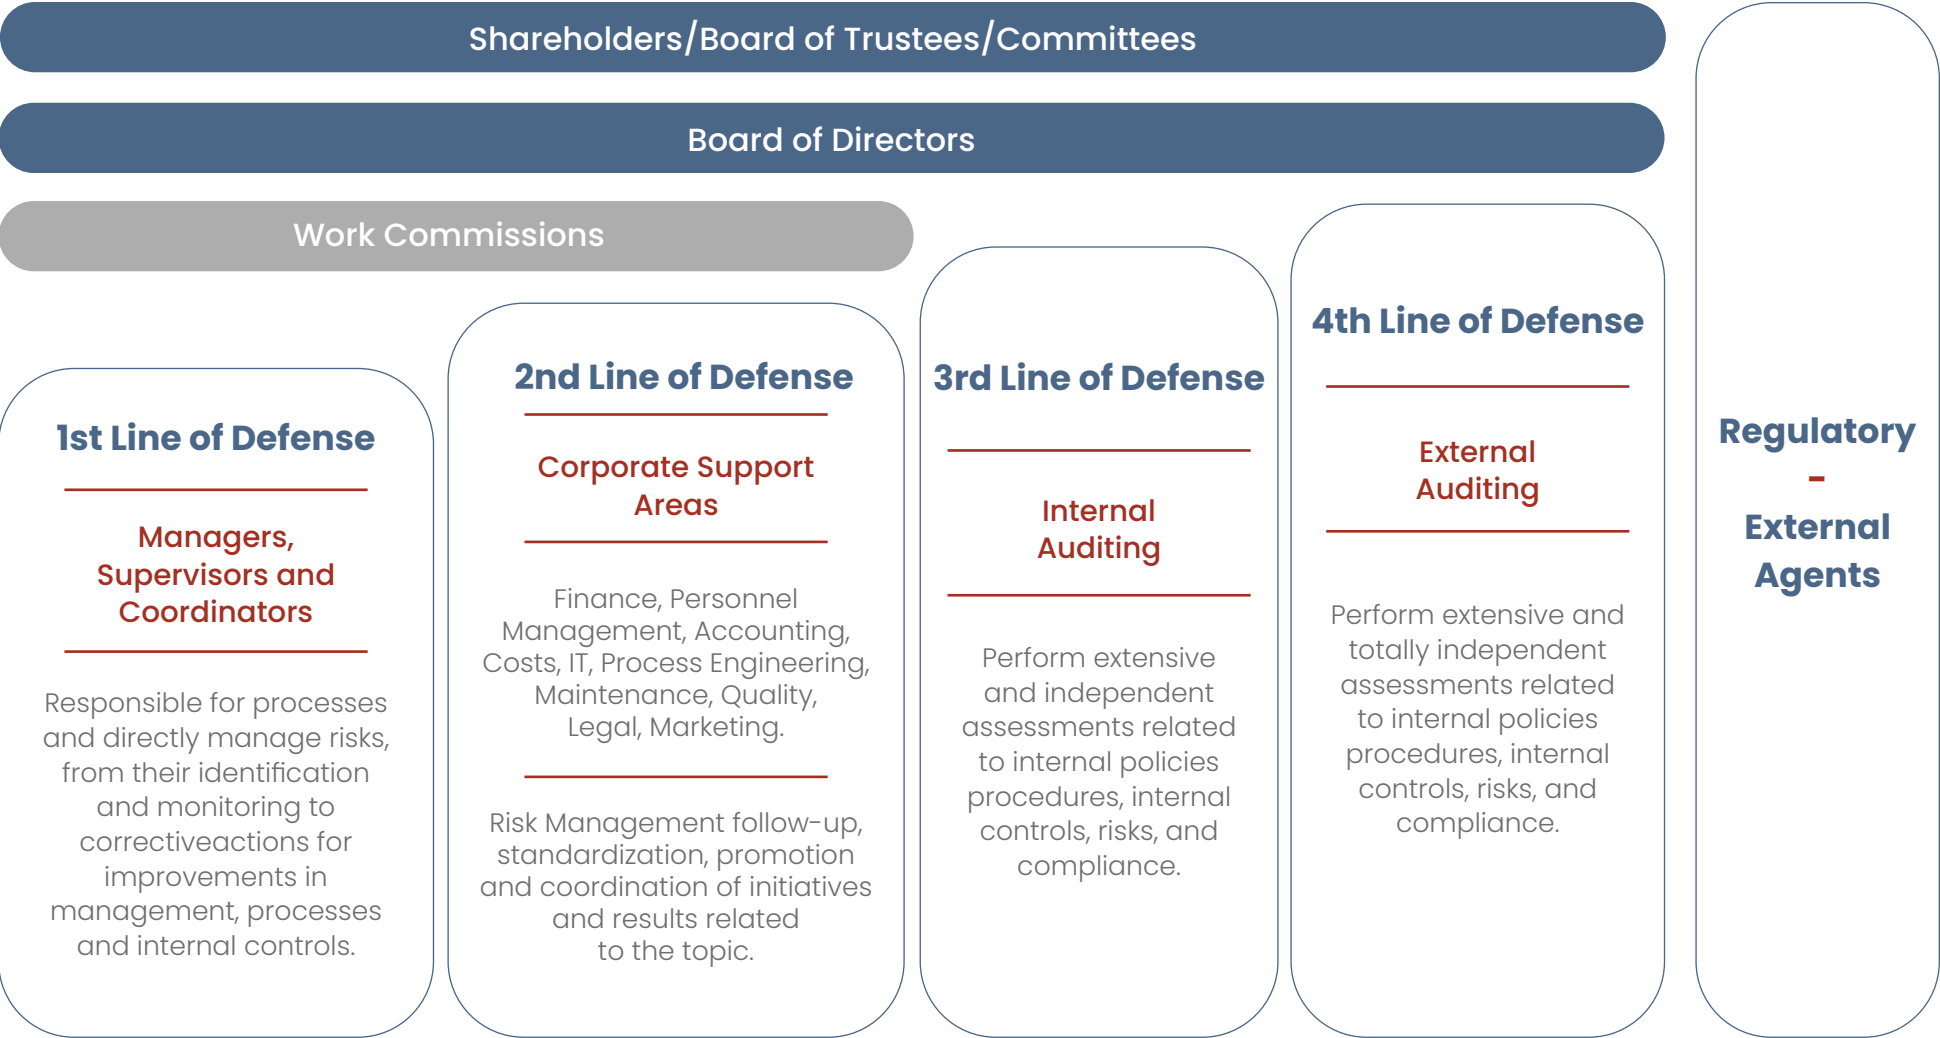 Shareholders/Board of Trustees/Committees
Board of Directors
Work Commissions
1st Line of Defense
Managers,
Supervisors and
Coordinators
Responsible for processes
and directly manage risks,
from their identification
and monitoring to
correctiveactions for
improvements in
management, processes
and internal controls.
2nd Line of Defense
Corporate Support
Areas
Finance, Personnel
Management, Accounting,
Costs, IT, Process Engineering,
Maintenance, Quality,
Legal, Marketing.
Risk Management follow-up,
standardization, promotion
and coordination of initiatives
and results related
to the topic.
3rd Line of Defense
Internal
Auditing
Perform extensive
and independent
assessments related
to internal policies
procedures, internal
controls, risks, and
compliance.
4th Line of Defense
External
Auditing
Perform extensive and
totally independent
assessments related
to internal policies
procedures, internal
controls, risks, and
compliance.
Regulatory
-
External
Agents